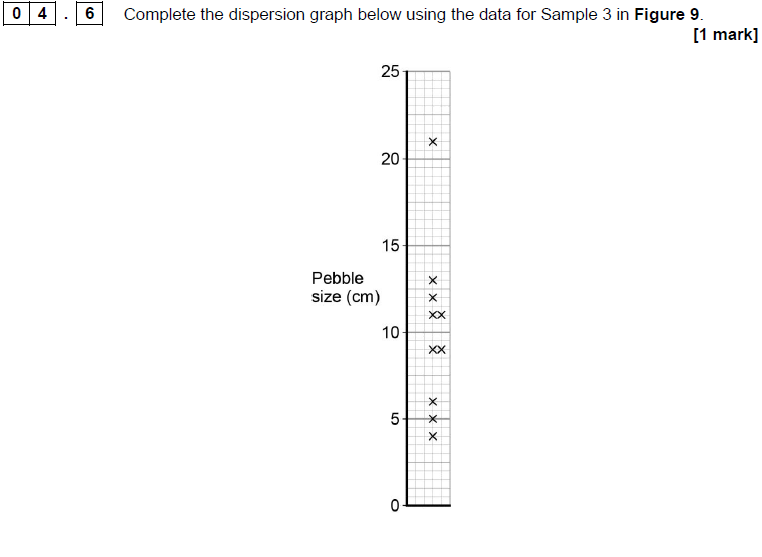 0 4 . 6 Complete the dispersion graph below using the data for Sample 3 in Figure 9.
[1 mark]
25
20
15
Pebble
size (cm)
10
5
0